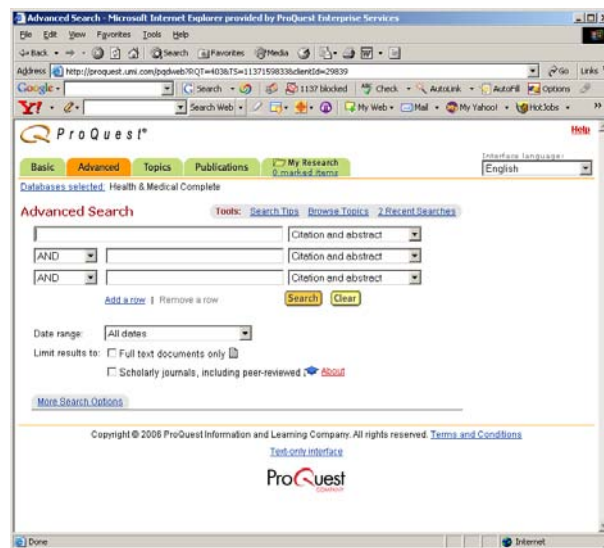 Advanced Search - Microsoft Internet Explorer provided by ProQuest Enterprise Services
File Edit View Favorites Tools Help
Back Search Favorites Media
Address http://proquest.umi.com/pqdweb?RQT=403&TS=1137159833&clientId=29839 Go Links
Google Search 1137 blocked Check AutoLink AutoFill Options
Y! Search Web My Web Mail My Yahoo! HotJobs »
ProQuest® Help
Interface language:
Basic Advanced Topics Publications My Research English
0 marked items
Databases selected: Health & Medical Complete
Advanced Search Tools: Search Tips Browse Topics 2 Recent Searches
Citation and abstract
AND Citation and abstract
AND Citation and abstract
Add a row | Remove a row Search Clear
Date range: All dates
Limit results to: Full text documents only
Scholarly journals, including peer-reviewed About
More Search Options
Copyright © 2006 ProQuest Information and Learning Company. All rights reserved. Terms and Conditions
Text-only interface
ProQuest
COMPANY
Done Internet